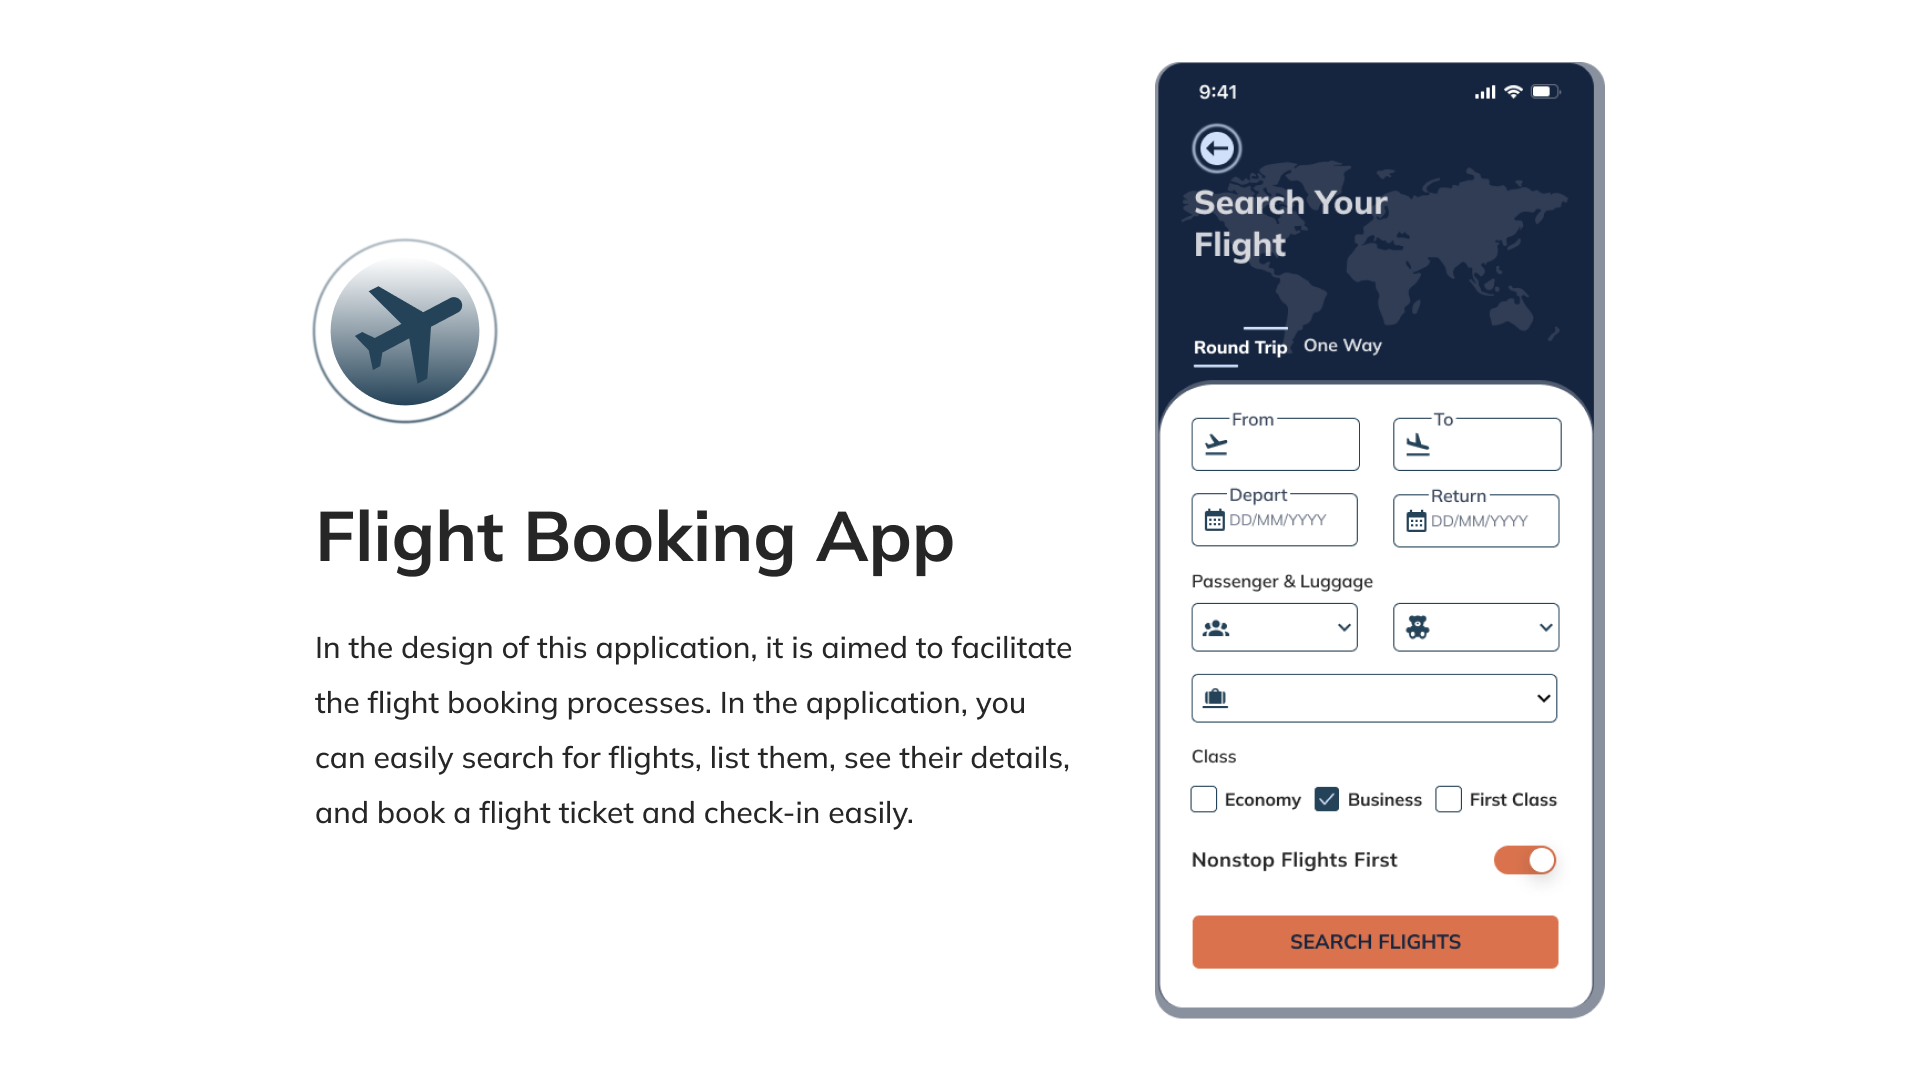 Flight Booking App
In the design of this application, it is aimed to facilitate
the flight booking processes. In the application, you
can easily search for flights, list them, see their details,
and book a flight ticket and check-in easily.
9:41
Search Your
Flight
Round Trip One Way
From To
Depart Return
DD/MM/YYYY DD/MM/YYYY
Passenger & Luggage
Class
Economy Business First Class
Nonstop Flights First
SEARCH FLIGHTS